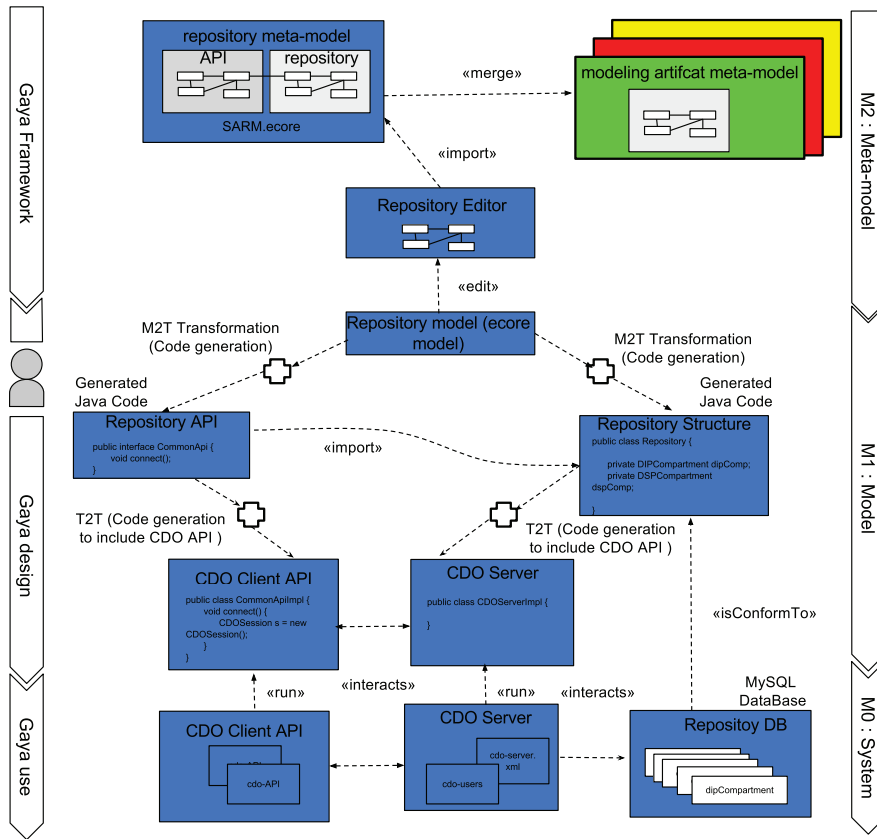 repository meta-model
API
repository
SARM.ecore
«merge»
modeling artifcat meta-model
Gaya Framework
M2 : Meta-model
«import»
Repository Editor
«edit»
Repository model (ecore
model)
M2T Transformation
(Code generation)
M2T Transformation
(Code generation)
Generated
Java Code
Generated
Java Code
Repository API
public interface CommonApi {
void connect();
}
«import»
Repository Structure
public class Repository {
private DIPCompartment dipComp;
private DSPCompartment
dspComp;
}
Gaya design
M1 : Model
T2T (Code generation
to include CDO API )
T2T (Code generation
to include CDO API )
CDO Client API
public class CommonApiImpl {
void connect() {
CDOSession s = new
CDOSession();
}
}
CDO Server
public class CDOServerImpl {
}
«isConformTo»
«run»
«interacts»
«run»
«interacts»
MySQL
DataBase
Gaya use
M0 : System
CDO Client API
cdo-API
CDO Server
cdo-server.
xml
cdo-users
Repositoy DB
dipCompartment